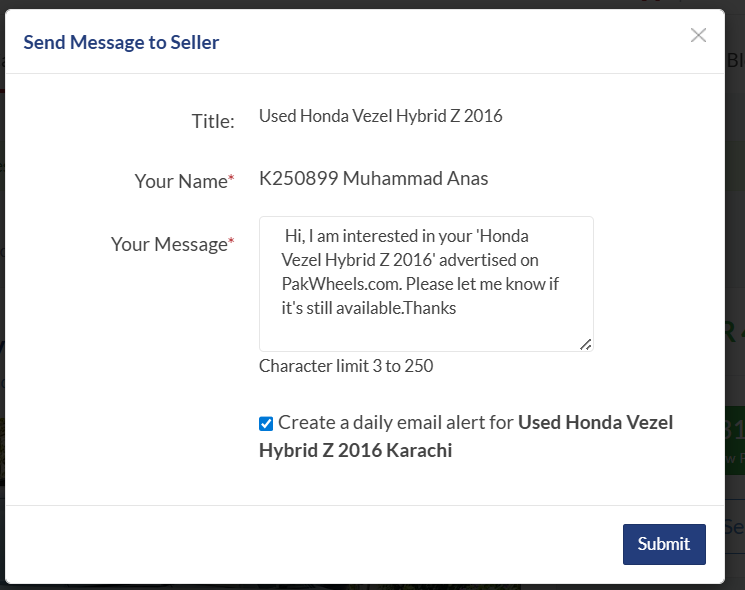 Send Message to Seller
Title: Used Honda Vezel Hybrid Z 2016
Your Name* K250899 Muhammad Anas
Your Message* Hi, I am interested in your 'Honda
Vezel Hybrid Z 2016' advertised on
PakWheels.com. Please let me know if
it's still available.Thanks
Character limit 3 to 250
Create a daily email alert for Used Honda Vezel
Hybrid Z 2016 Karachi
Submit